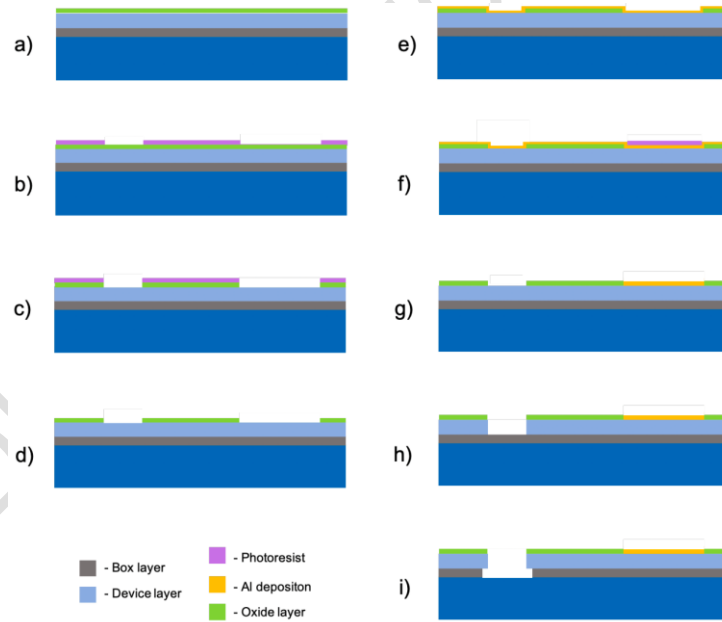 a)
b)
c)
d)
- Box layer
- Device layer
- Photoresist
- Al depositon
- Oxide layer
e)
f)
g)
h)
i)